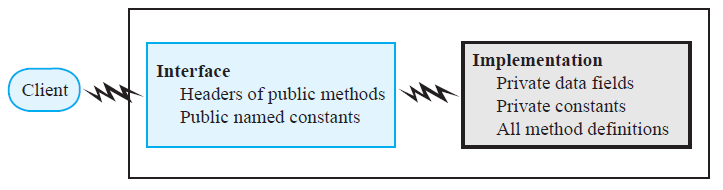 Client
Interface
Headers of public methods
Public named constants
Implementation
Private data fields
Private constants
All method definitions